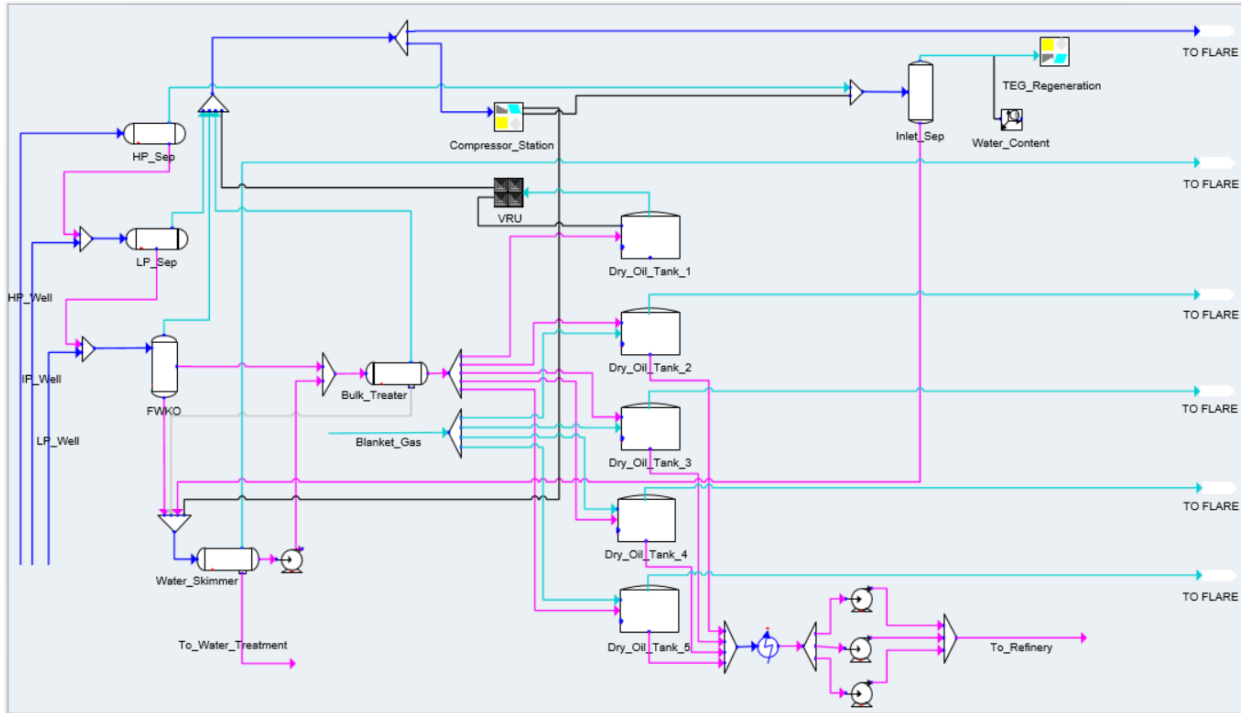 TO FLARE
TEG_Regeneration
HP_Sep
Compressor_Station
Inlet_Sep
Water_Content
TO FLARE
VRU
LP_Sep
Dry_Oil_Tank_1
HP_Well
TO FLARE
IP_Well
Dry_Oil_Tank_2
FWKO
Bulk_Treater
TO FLARE
LP_Well
Blanket_Gas
Dry_Oil_Tank_3
TO FLARE
Dry_Oil_Tank_4
Water_Skimmer
TO FLARE
To_Water_Treatment
Dry_Oil_Tank_5
To_Refinery